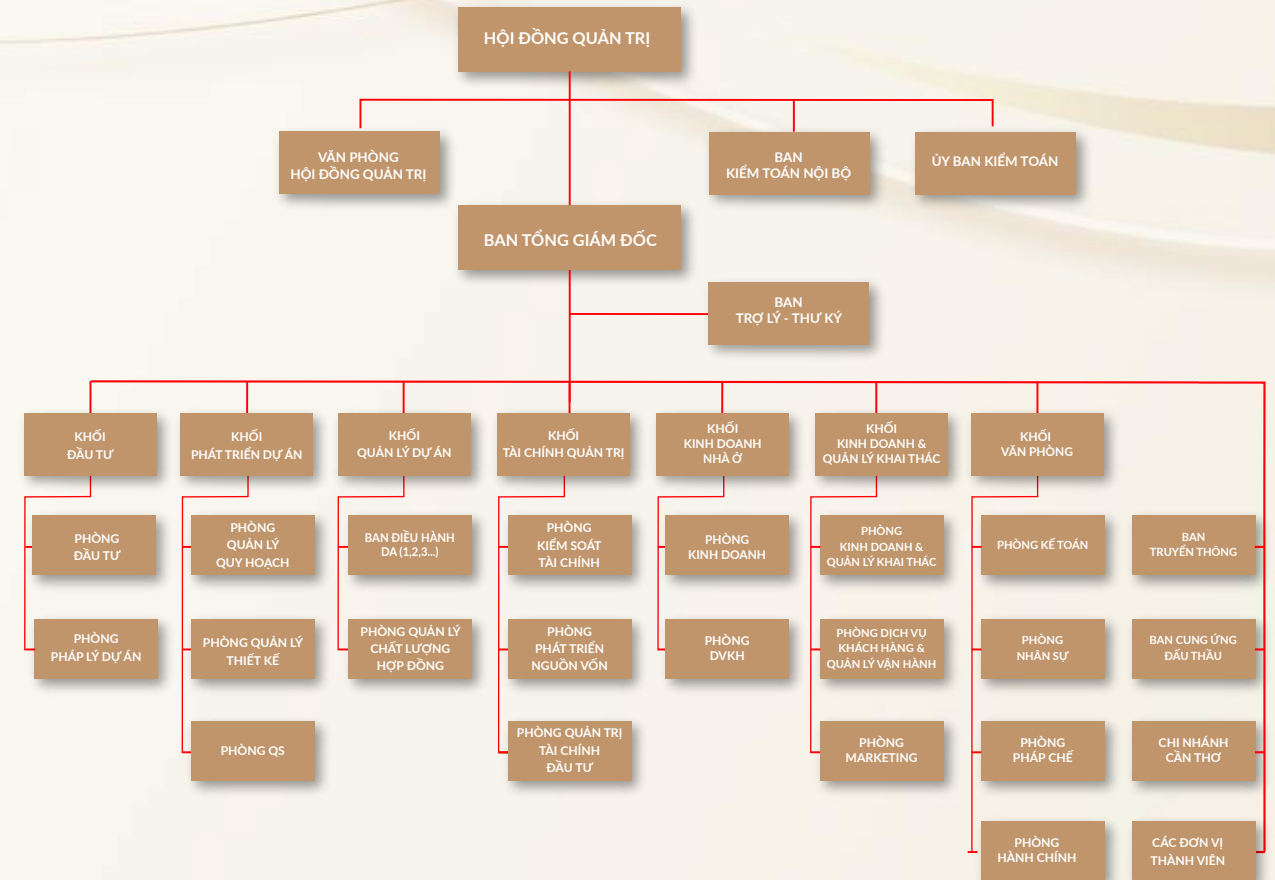 HỘI ĐỒNG QUẢN TRỊ
VĂN PHÒNG
HỘI ĐỒNG QUẢN TRỊ
BAN
KIỂM TOÁN NỘI BỘ
ỦY BAN KIỂM TOÁN
BAN TỔNG GIÁM ĐỐC
BAN
TRỢ LÝ - THƯ KÝ
KHỐI
ĐẦU TƯ
KHỐI
PHÁT TRIỂN DỰ ÁN
KHỐI
QUẢN LÝ DỰ ÁN
KHỐI
TÀI CHÍNH QUẢN TRỊ
KHỐI
KINH DOANH
NHÀ Ở
KHỐI
KINH DOANH &
QUẢN LÝ KHAI THÁC
KHỐI
VĂN PHÒNG
PHÒNG
ĐẦU TƯ
PHÒNG
QUẢN LÝ
QUY HOẠCH
BAN ĐIỀU HÀNH
DA (1,2,3...)
PHÒNG
KIỂM SOÁT
TÀI CHÍNH
PHÒNG
KINH DOANH
PHÒNG
KINH DOANH &
QUẢN LÝ KHAI THÁC
PHÒNG KẾ TOÁN
BAN
TRUYỀN THÔNG
PHÒNG
PHÁP LÝ DỰ ÁN
PHÒNG QUẢN LÝ
THIẾT KẾ
PHÒNG QUẢN LÝ
CHẤT LƯỢNG
HỢP ĐỒNG
PHÒNG
PHÁT TRIỂN
NGUỒN VỐN
PHÒNG
DVKH
PHÒNG DỊCH VỤ
KHÁCH HÀNG &
QUẢN LÝ VẬN HÀNH
PHÒNG
NHÂN SỰ
BAN CUNG ỨNG
ĐẤU THẦU
PHÒNG QS
PHÒNG QUẢN TRỊ
TÀI CHÍNH
ĐẦU TƯ
PHÒNG
MARKETING
PHÒNG
PHÁP CHẾ
CHI NHÁNH
CẦN THƠ
PHÒNG
HÀNH CHÍNH
CÁC ĐƠN VỊ
THÀNH VIÊN